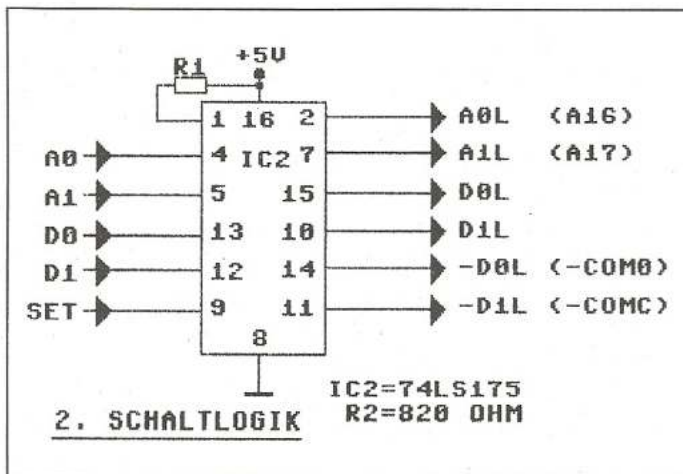 +5V
R1
1 16 2 A0L (A16)
A0 4 IC2 7 A1L (A17)
A1 5 15 D0L
D0 13 10 D1L
D1 12 14 -D0L (-COM0)
SET 9 11 -D1L (-COMC)
8
IC2=74LS175
2. SCHALTLOGIK R2=820 OHM